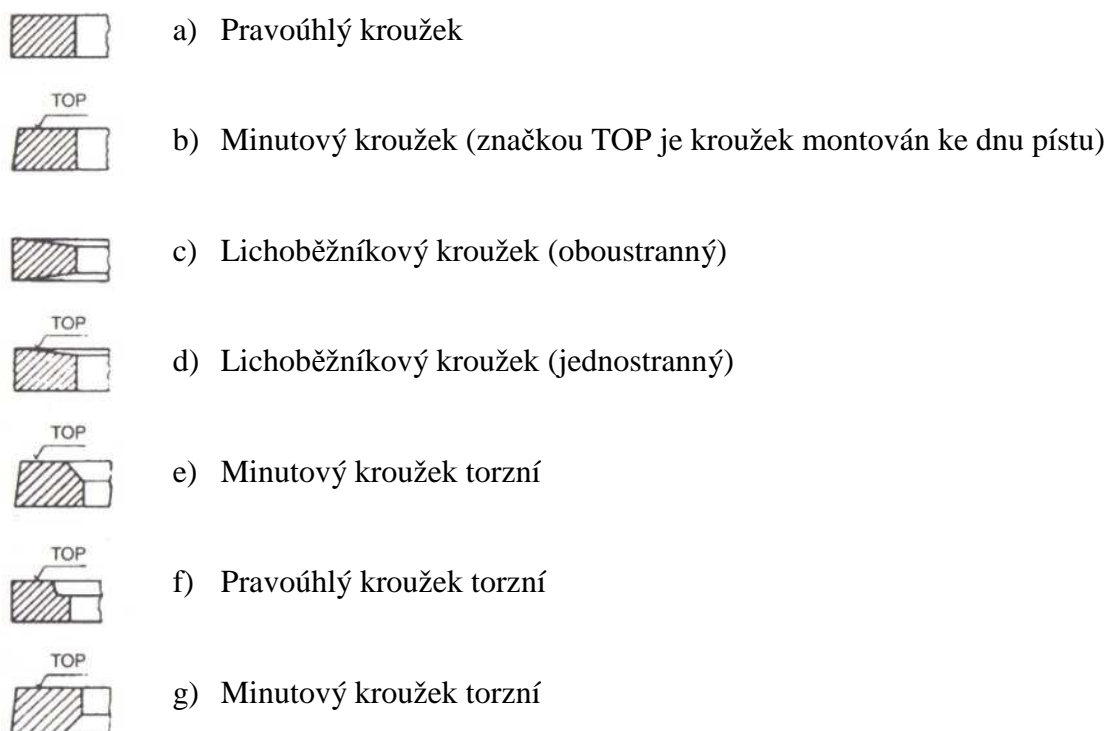 a) Pravoúhlý kroužek
TOP
b) Minutový kroužek (značkou TOP je kroužek montován ke dnu pístu)
c) Lichoběžníkový kroužek (oboustranný)
TOP
d) Lichoběžníkový kroužek (jednostranný)
TOP
e) Minutový kroužek torzní
TOP
f) Pravoúhlý kroužek torzní
TOP
g) Minutový kroužek torzní